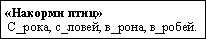 «Накорми птиц»
С_рока, с_ловей, в_рона, в_робей.